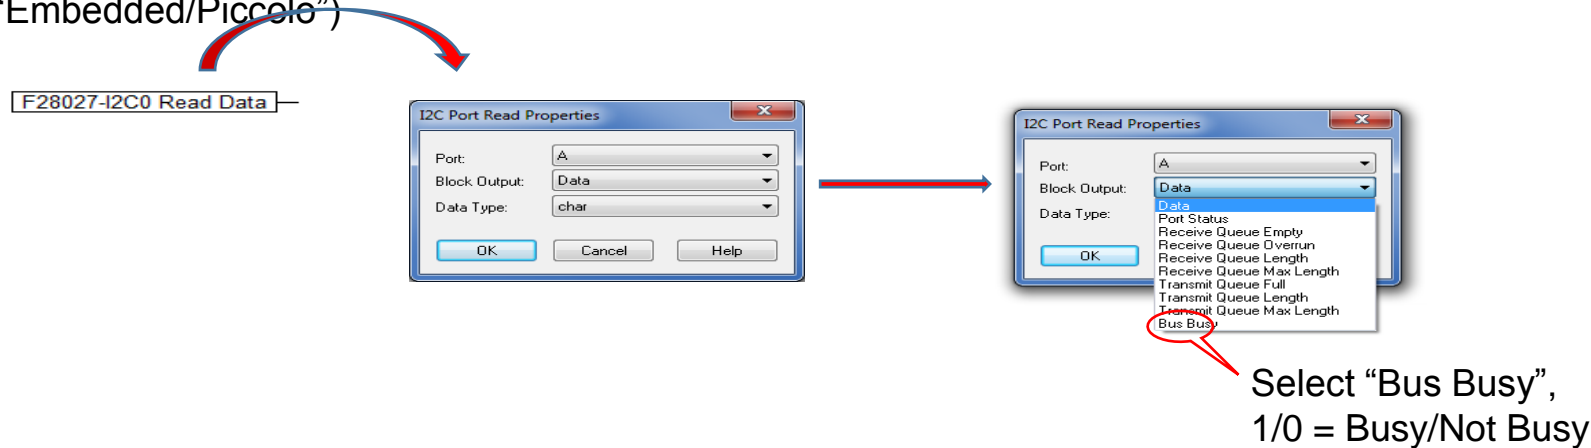 “Embedded/Piccolo”)
F28027-I2C0 Read Data
I2C Port Read Properties
Port: A
Block Output: Data
Data Type: char
OK Cancel Help
I2C Port Read Properties
Port: A
Block Output: Data
Data Type:
Data
Port Status
Receive Queue Empty
Receive Queue Overrun
Receive Queue Length
Receive Queue Max Length
Transmit Queue Full
Transmit Queue Length
Transmit Queue Max Length
Bus Busy
OK
Select “Bus Busy”,
1/0 = Busy/Not Busy